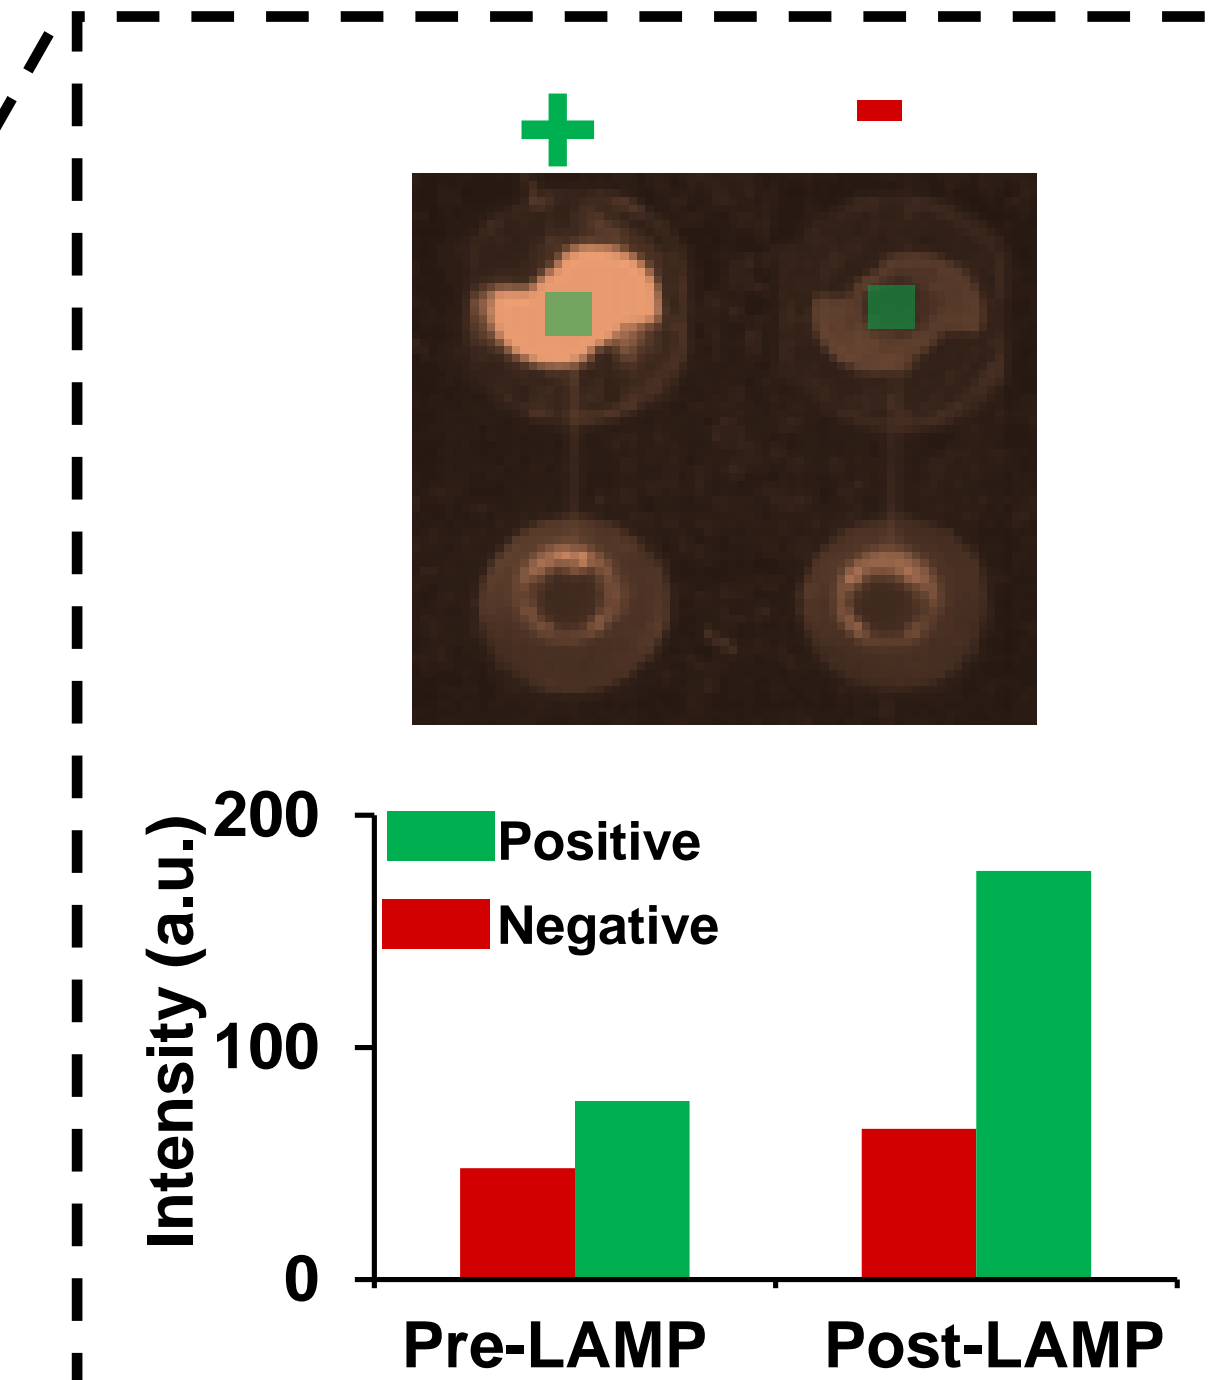 + -
200
Positive
Negative
Intensity (a.u.)
100
0
Pre-LAMP Post-LAMP